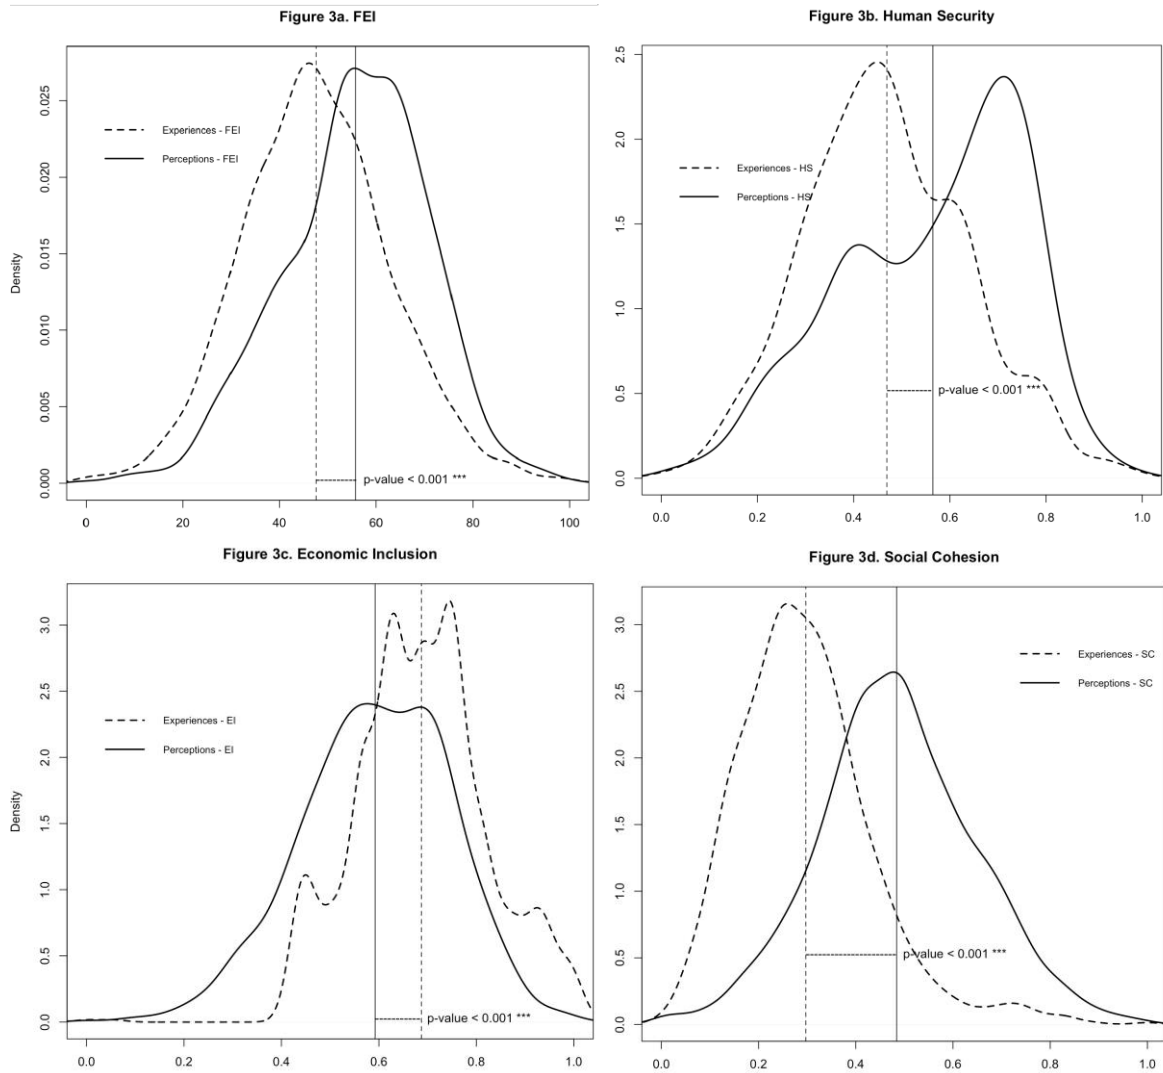 Figure 3a. FEI
Density
0.025
0.020
0.015
0.010
0.005
0.000
Experiences - FEI
Perceptions - FEI
p-value < 0.001 ***
0 20 40 60 80 100
Figure 3b. Human Security
2.5
2.0
1.5
1.0
0.5
0.0
Experiences - HS
Perceptions - HS
p-value < 0.001 ***
0.0 0.2 0.4 0.6 0.8 1.0
Figure 3c. Economic Inclusion
Density
3.0
2.5
2.0
1.5
1.0
0.5
0.0
Experiences - EI
Perceptions - EI
p-value < 0.001 ***
0.0 0.2 0.4 0.6 0.8 1.0
Figure 3d. Social Cohesion
3.0
2.5
2.0
1.5
1.0
0.5
0.0
Experiences - SC
Perceptions - SC
p-value < 0.001 ***
0.0 0.2 0.4 0.6 0.8 1.0